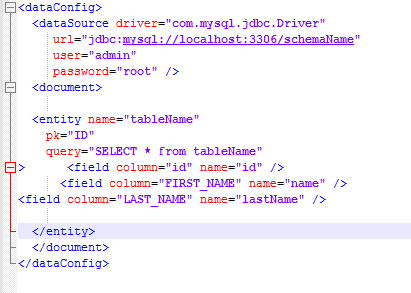 <dataConfig>
<dataSource driver="com.mysql.jdbc.Driver"
url="jdbc:mysql://localhost:3306/schemaName"
user="admin"
password="root" />
<document>
<entity name="tableName"
pk="ID"
query="SELECT * from tableName"
> <field column="id" name="id" />
<field column="FIRST_NAME" name="name" />
<field column="LAST_NAME" name="lastName" />
</entity>
</document>
</dataConfig>